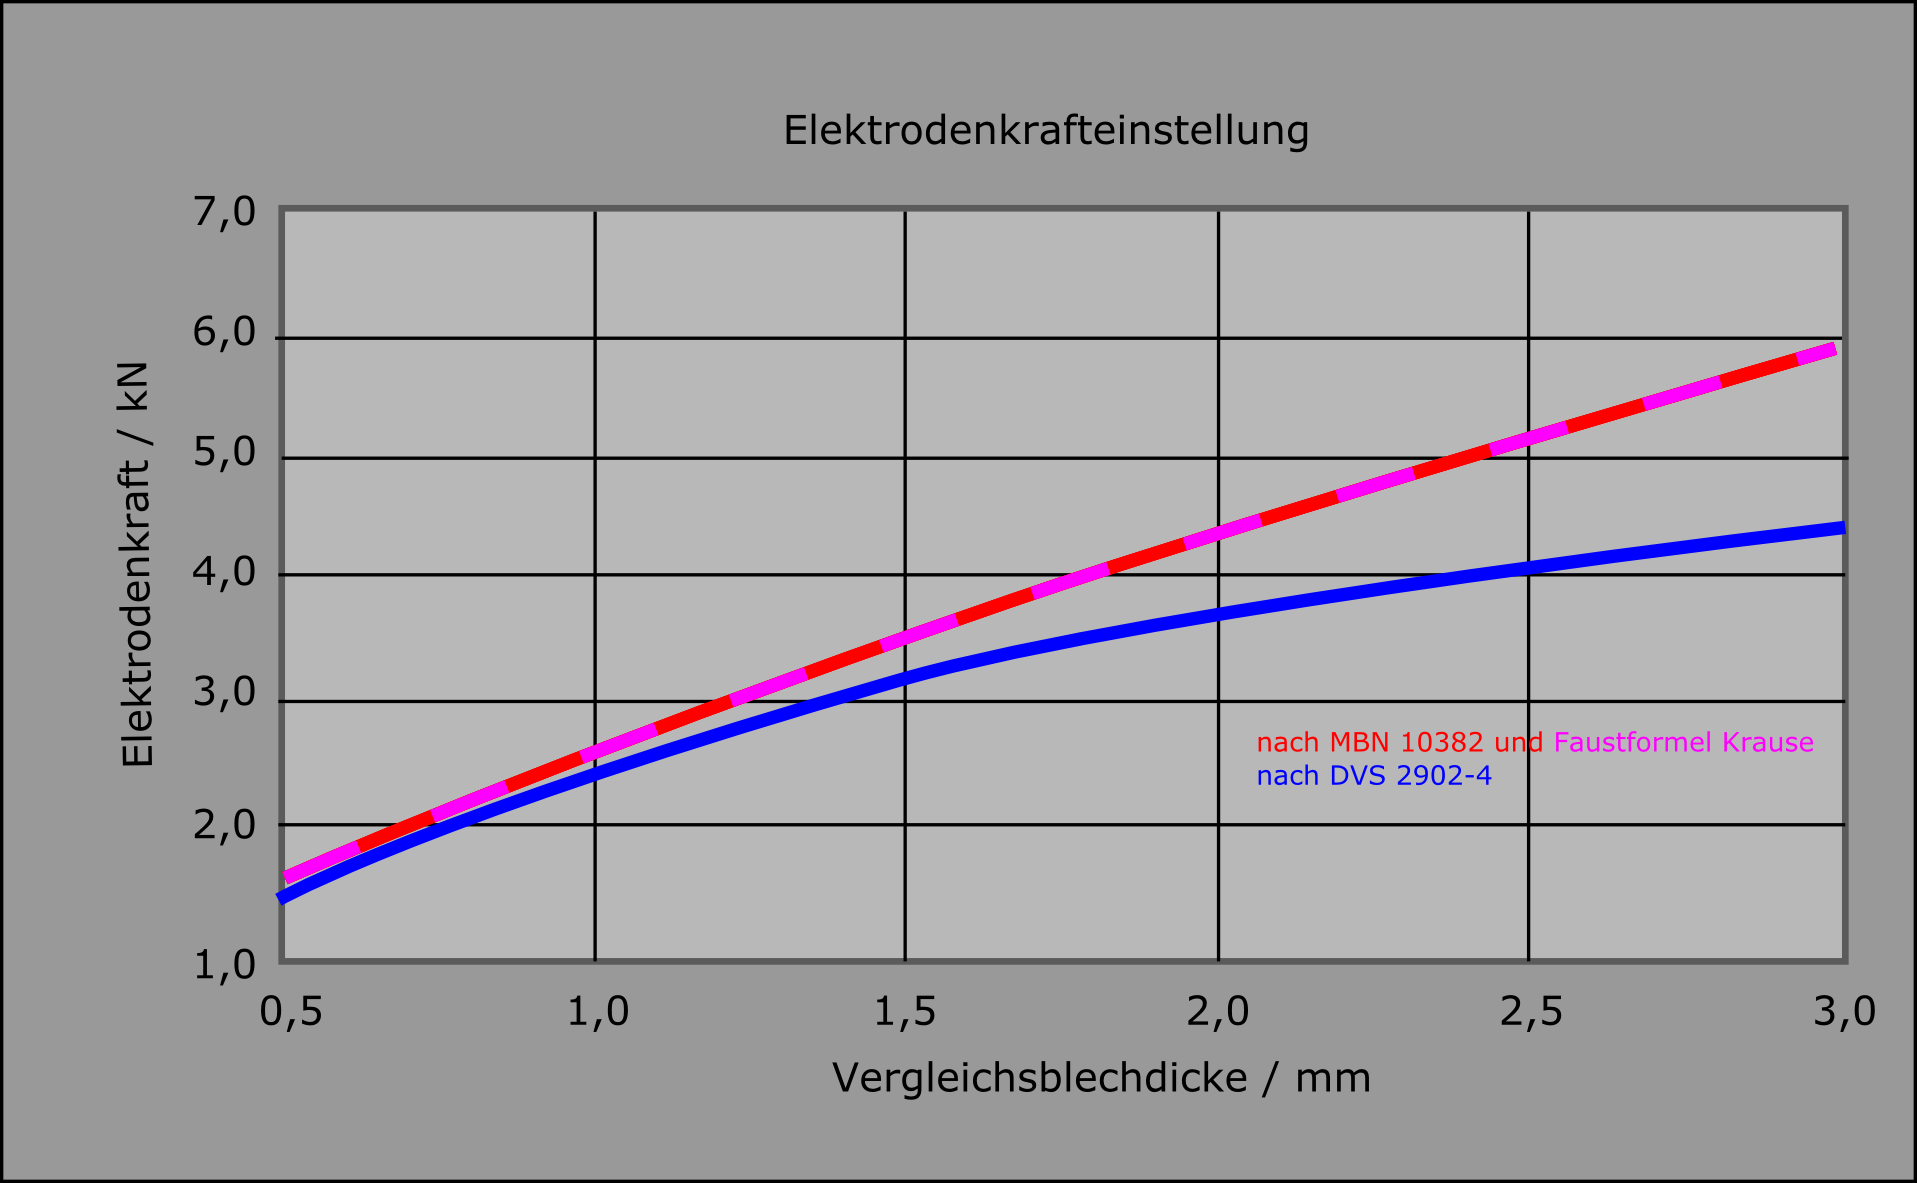 Elektrodenkrafteinstellung
7,0
6,0
5,0
4,0
3,0
2,0
1,0
Elektrodenkraft / kN
nach MBN 10382 und Faustformel Krause
nach DVS 2902-4
0,5 1,0 1,5 2,0 2,5 3,0
Vergleichsblechdicke / mm